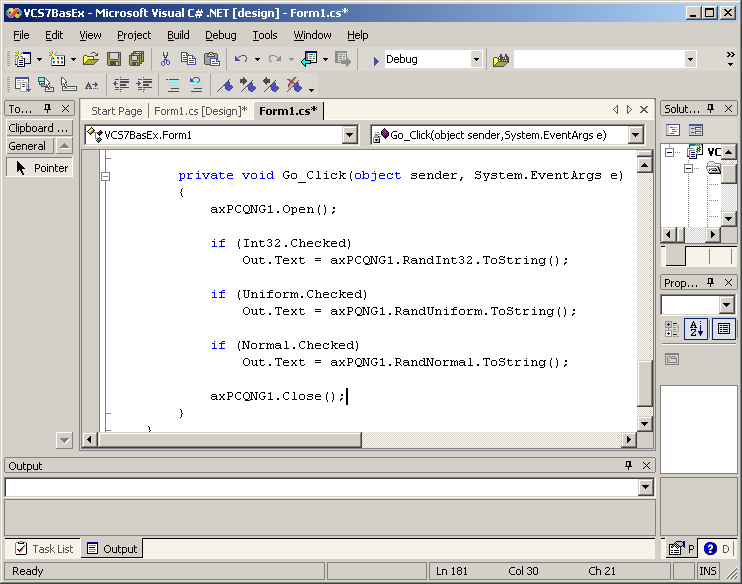 VCS7BasEx - Microsoft Visual C# .NET [design] - Form1.cs*
File Edit View Project Build Debug Tools Window Help
Debug
To...
Clipboard ...
General
Pointer
Start Page Form1.cs [Design]* Form1.cs*
VCS7BasEx.Form1
Go_Click(object sender,System.EventArgs e)
private void Go_Click(object sender, System.EventArgs e)
{
axPCQNG1.Open();
if (Int32.Checked)
Out.Text = axPCQNG1.RandInt32.ToString();
if (Uniform.Checked)
Out.Text = axPQNG1.RandUniform.ToString();
if (Normal.Checked)
Out.Text = axPQNG1.RandNormal.ToString();
axPCQNG1.Close();
}
}
Solut...
VC
Prop...
Output
Task List Output
P
D
Ready
Ln 181 Col 30 Ch 21 INS